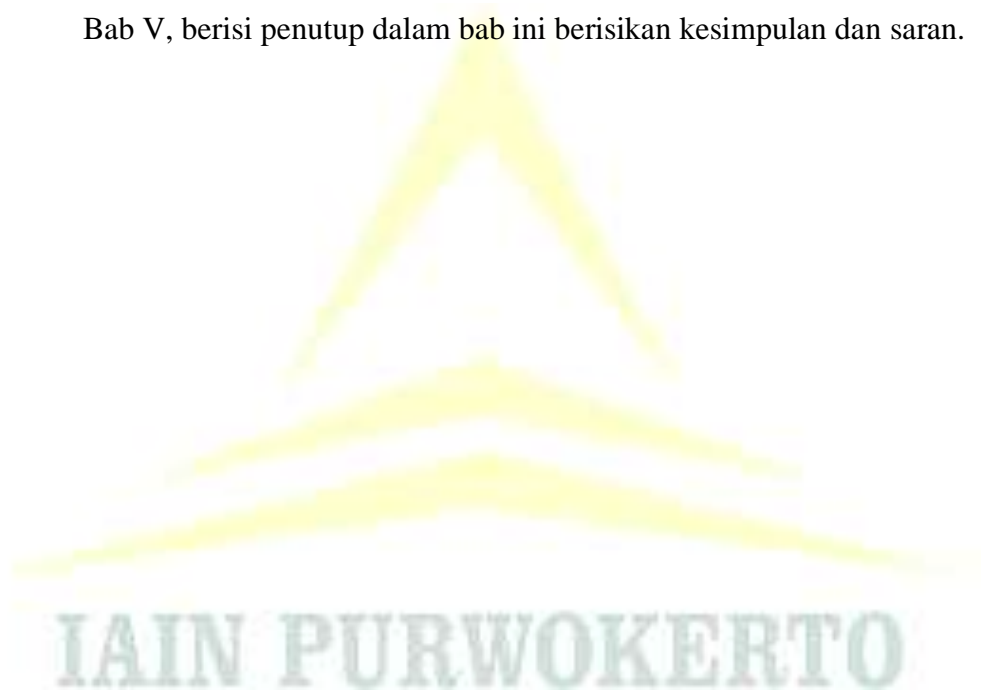 Bab V, berisi penutup dalam bab ini berisikan kesimpulan dan saran.
IAIN PURWOKERTO